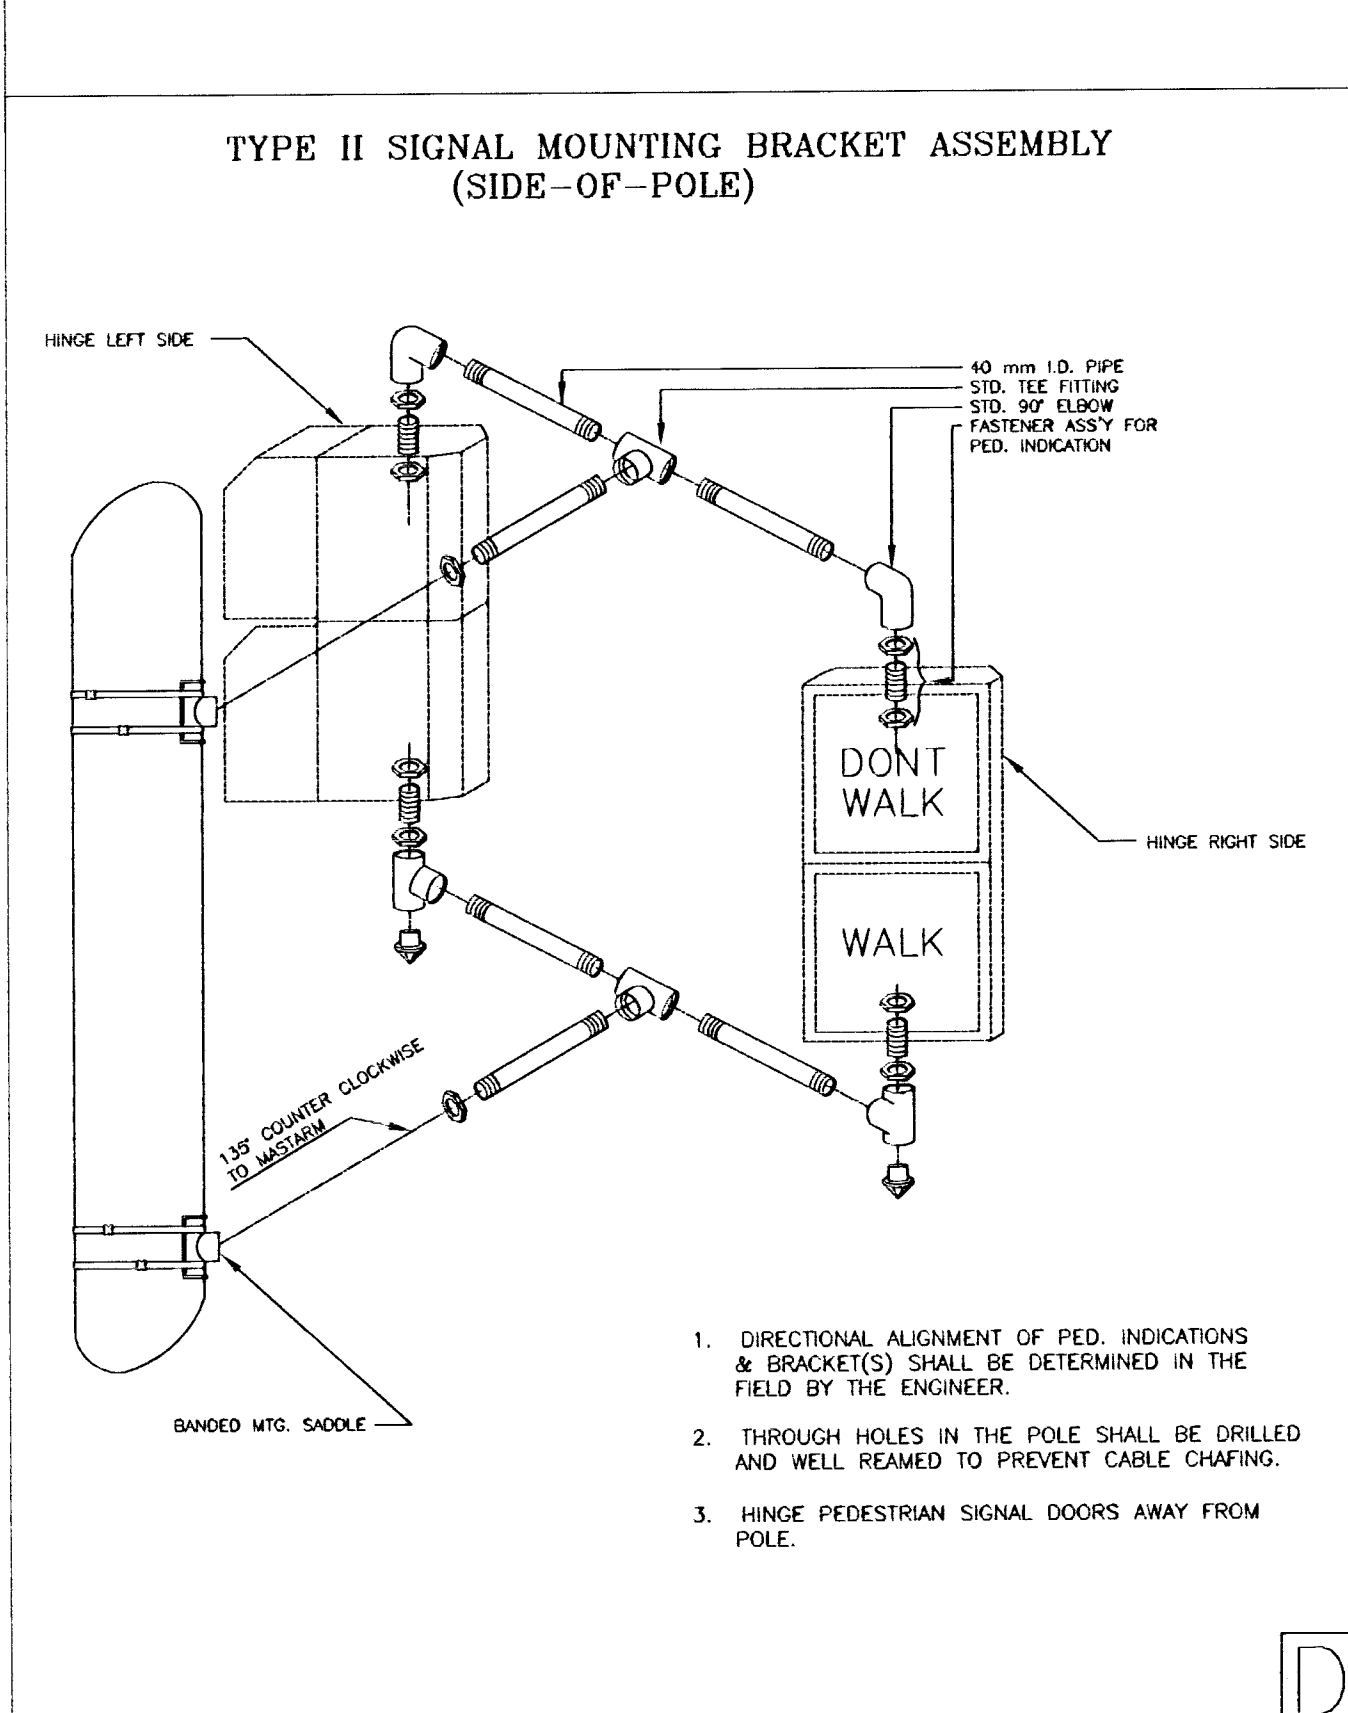 TYPE II SIGNAL MOUNTING BRACKET ASSEMBLY
(SIDE-OF-POLE)
HINGE LEFT SIDE
40 mm I.D. PIPE
STD. TEE FITTING
STD. 90° ELBOW
FASTENER ASS'Y FOR
PED. INDICATION
DONT
WALK
HINGE RIGHT SIDE
WALK
135° COUNTER CLOCKWISE
TO MASTARM
BANDED MTG. SADDLE
1. DIRECTIONAL ALIGNMENT OF PED. INDICATIONS
& BRACKET(S) SHALL BE DETERMINED IN THE
FIELD BY THE ENGINEER.
2. THROUGH HOLES IN THE POLE SHALL BE DRILLED
AND WELL REAMED TO PREVENT CABLE CHAFING.
3. HINGE PEDESTRIAN SIGNAL DOORS AWAY FROM
POLE.
D